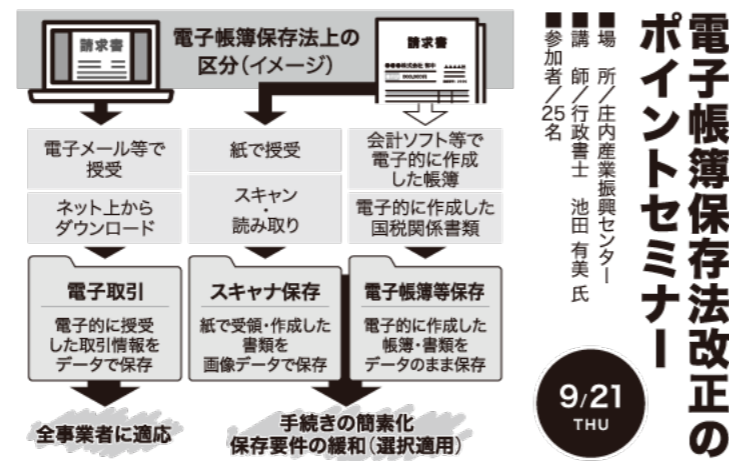 電子帳簿保存法改正の
ポイントセミナー
■場　所／庄内産業振興センター
■講　師／行政書士　池田 有美 氏
■参加者／25名
9/21
THU
電子帳簿保存法上の
区分（イメージ）
請求書
請求書
電子メール等で
授受
ネット上から
ダウンロード
電子取引
電子的に授受
した取引情報を
データで保存
全事業者に適応
紙で授受
スキャン
・
読み取り
スキャナ保存
紙で受領・作成した
書類を
画像データで保存
会計ソフト等で
電子的に作成
した帳簿
電子的に作成した
国税関係書類
電子帳簿等保存
電子的に作成した
帳簿・書類を
データのまま保存
手続きの簡素化
保存要件の緩和（選択適用）